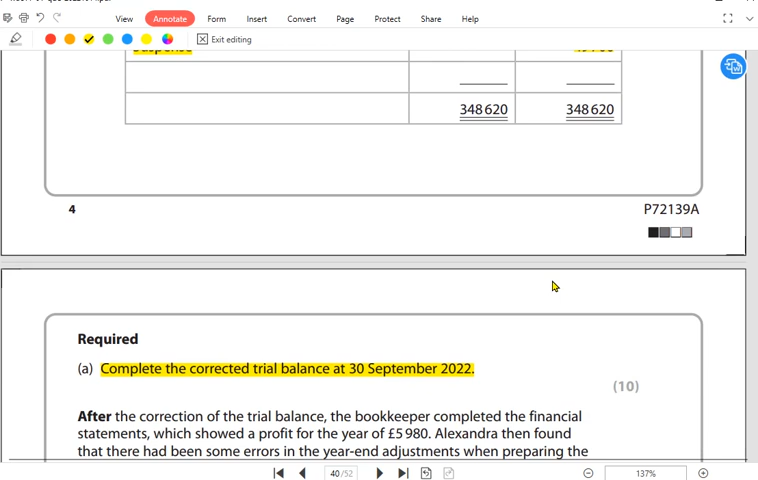 View Annotate Form Insert Convert Page Protect Share Help
Exit editing
Suspense
348 620 348 620
4 P72139A
Required
(a) Complete the corrected trial balance at 30 September 2022.
(10)
After the correction of the trial balance, the bookkeeper completed the financial
statements, which showed a profit for the year of £5 980. Alexandra then found
that there had been some errors in the year-end adjustments when preparing the
40 /52
137%